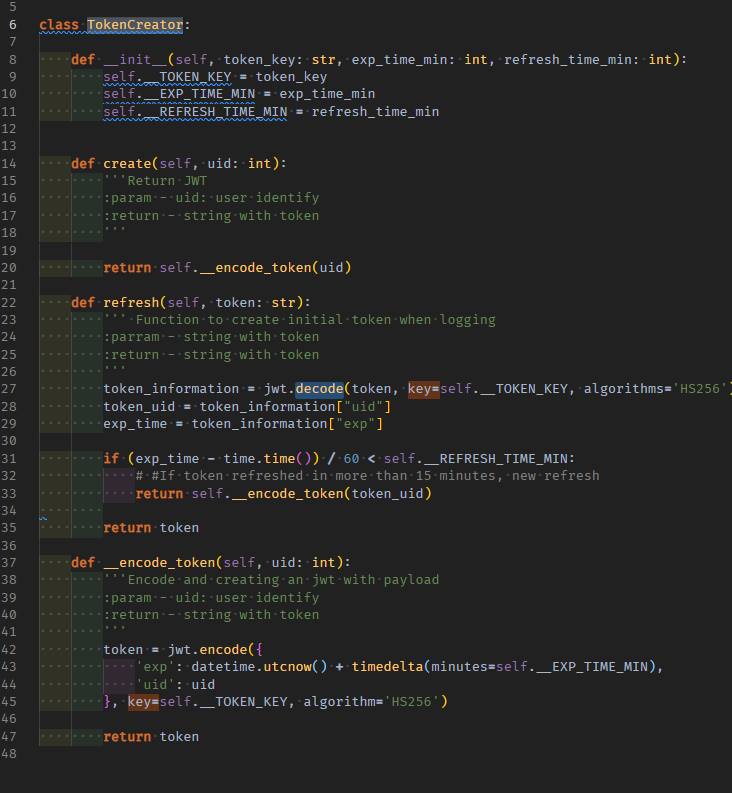 5
6 class TokenCreator:
7
8     def __init__(self, token_key: str, exp_time_min: int, refresh_time_min: int):
9         self.__TOKEN_KEY = token_key
10         self.__EXP_TIME_MIN = exp_time_min
11         self.__REFRESH_TIME_MIN = refresh_time_min
12
13
14     def create(self, uid: int):
15         '''Return JWT
16         :param - uid: user identify
17         :return - string with token
18         '''
19
20         return self.__encode_token(uid)
21
22     def refresh(self, token: str):
23         ''' Function to create initial token when logging
24         :parram - string with token
25         :return - string with token
26         '''
27         token_information = jwt.decode(token, key=self.__TOKEN_KEY, algorithms='HS256')
28         token_uid = token_information["uid"]
29         exp_time = token_information["exp"]
30
31         if (exp_time - time.time()) / 60 < self.__REFRESH_TIME_MIN:
32             # #If token refreshed in more than 15 minutes, new refresh
33             return self.__encode_token(token_uid)
34
35         return token
36
37     def __encode_token(self, uid: int):
38         '''Encode and creating an jwt with payload
39         :param - uid: user identify
40         :return - string with token
41         '''
42         token = jwt.encode({
43             'exp': datetime.utcnow() + timedelta(minutes=self.__EXP_TIME_MIN),
44             'uid': uid
45         }, key=self.__TOKEN_KEY, algorithm='HS256')
46
47         return token
48